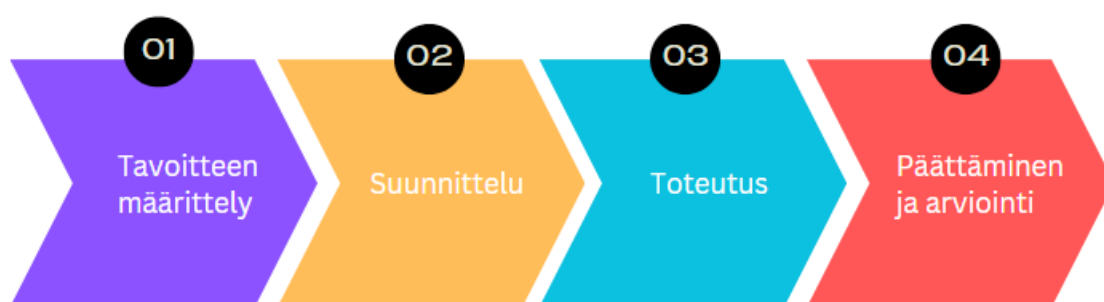 01
Tavoitteen
määrittely
02
Suunnittelu
03
Toteutus
04
Päättäminen
ja arviointi